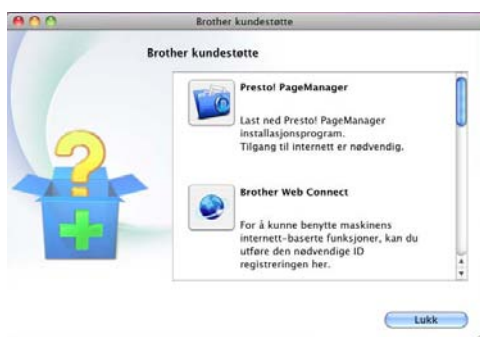 Brother kundestøtte
Brother kundestøtte
Presto! PageManager
Last ned Presto! PageManager
installasjonsprogram.
Tilgang til internett er nødvendig.
Brother Web Connect
For å kunne benytte maskinens
internett-baserte funksjoner, kan du
utføre den nødvendige ID
registreringen her.
Lukk